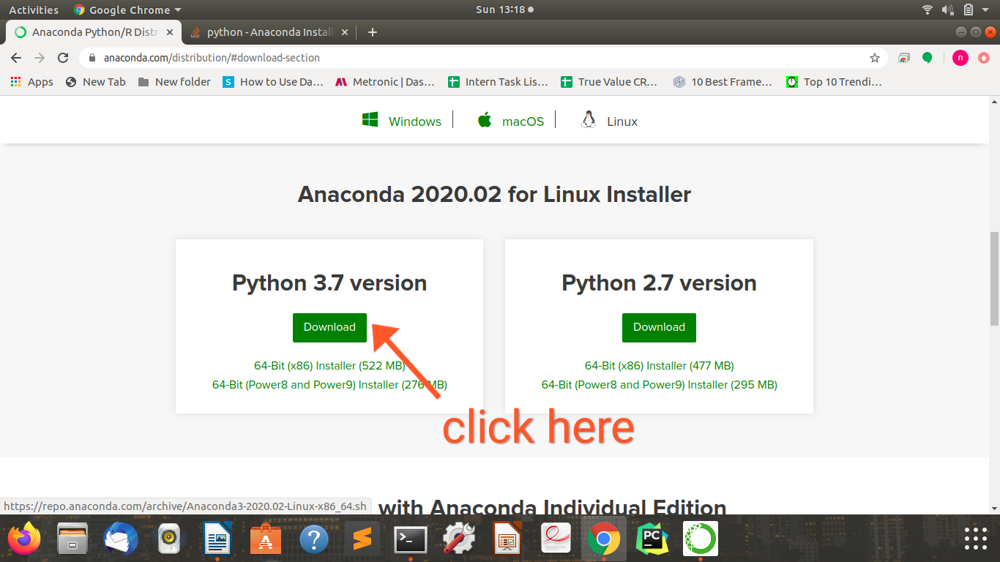 Activities Google Chrome Sun 13:18
Anaconda Python/R Distr python - Anaconda Install
anaconda.com/distribution/#download-section n
Apps New Tab New folder S How to Use Da… Metronic | Das… Intern Task Lis… True Value CR… 10 Best Frame… Top 10 Trendi…
Windows macOS Linux
Anaconda 2020.02 for Linux Installer
Python 3.7 version
Download
64-Bit (x86) Installer (522 MB)
64-Bit (Power8 and Power9) Installer (276 MB)
Python 2.7 version
Download
64-Bit (x86) Installer (477 MB)
64-Bit (Power8 and Power9) Installer (295 MB)
click here
with Anaconda Individual Edition
https://repo.anaconda.com/archive/Anaconda3-2020.02-Linux-x86_64.sh
PC